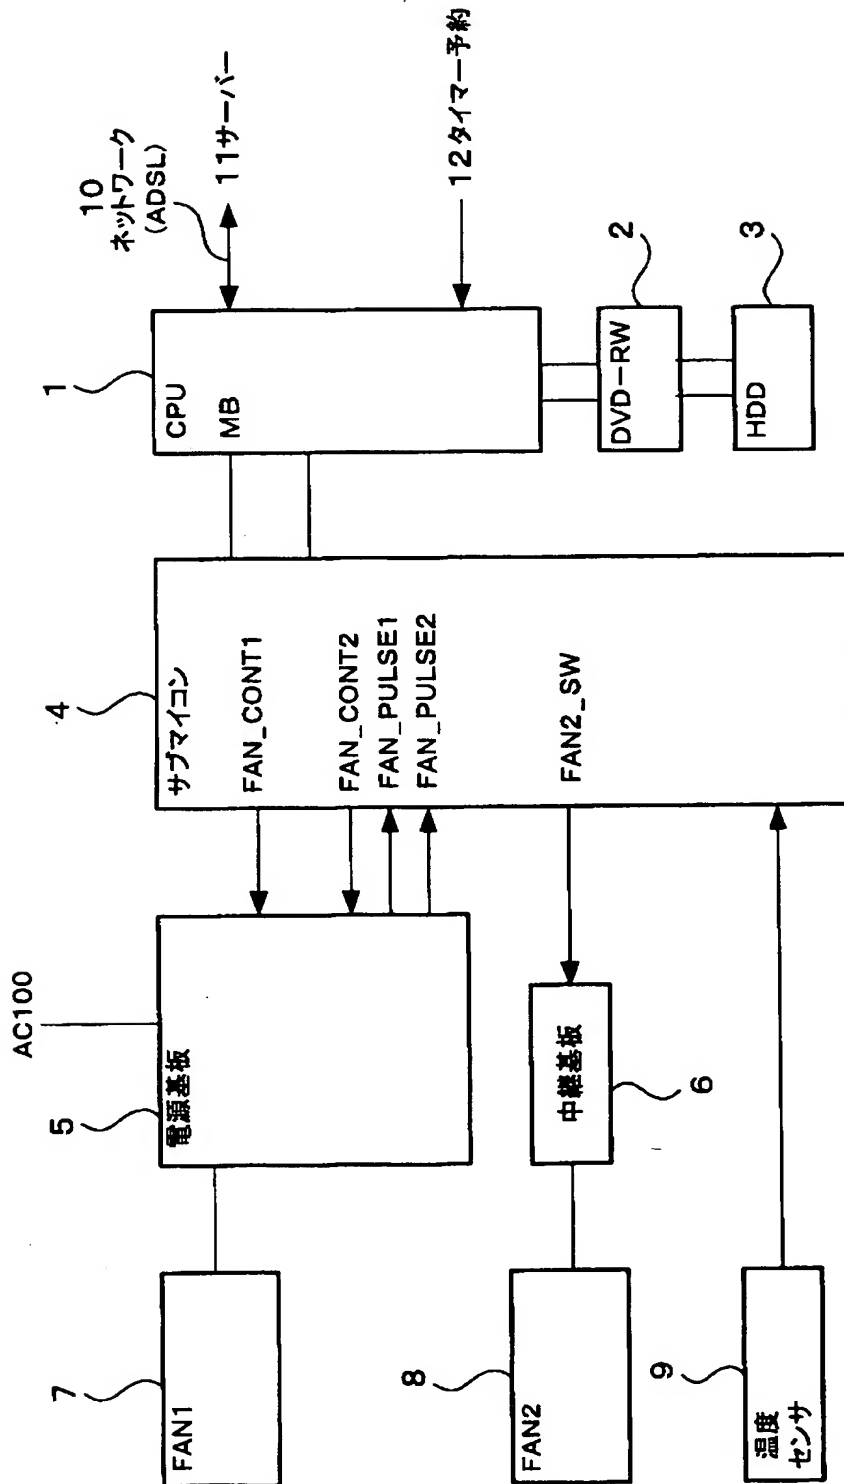 10
ネットワーク
(ADSL)
11サーバー
12タイマー予約
1
CPU
MB
2
DVD-RW
3
HDD
4
サブマイコン
FAN_CONT1
FAN_CONT2
FAN_PULSE1
FAN_PULSE2
FAN2_SW
AC100
5
電源基板
中継基板
6
7
FAN1
8
FAN2
9
温度
センサ